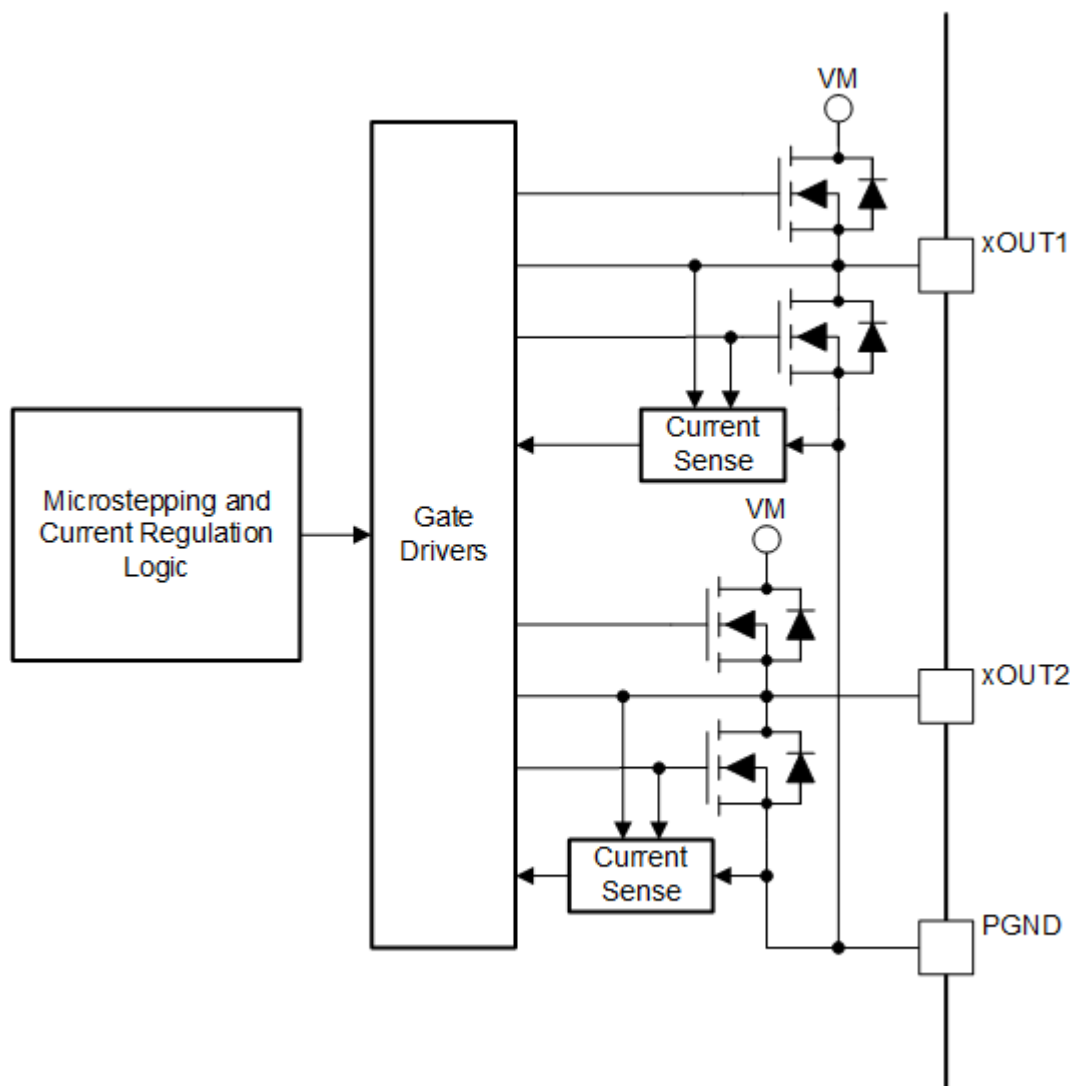 VM
xOUT1
Current
Sense
Microstepping and
Current Regulation
Logic
Gate
Drivers
VM
xOUT2
Current
Sense
PGND